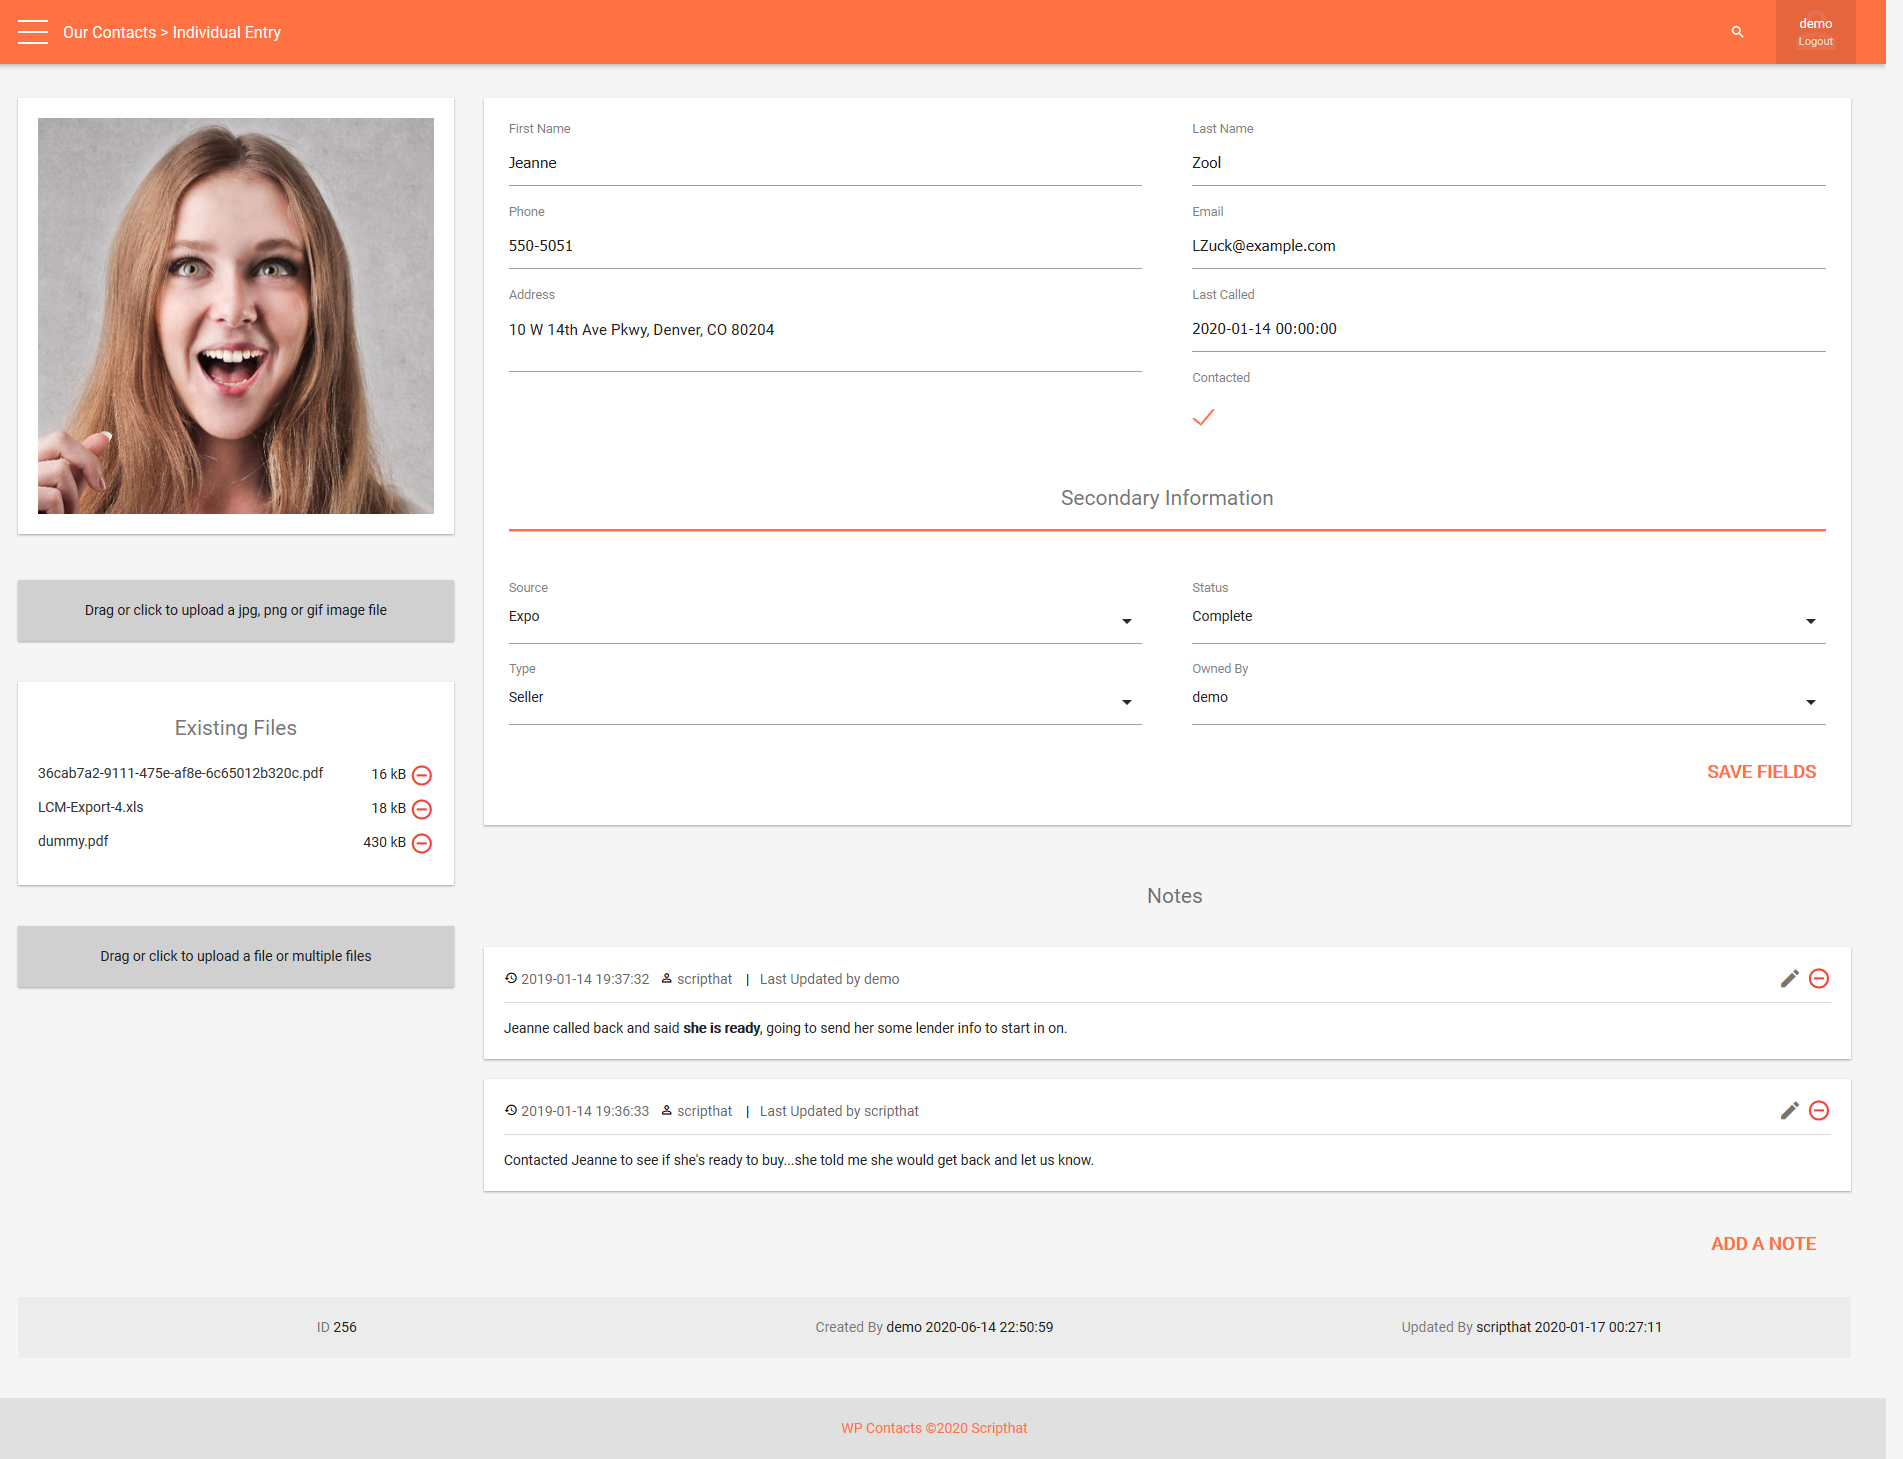 Our Contacts > Individual Entry
demo
Logout
First Name
Jeanne
Last Name
Zool
Phone
550-5051
Email
LZuck@example.com
Address
10 W 14th Ave Pkwy, Denver, CO 80204
Last Called
2020-01-14 00:00:00
Contacted
Secondary Information
Source
Expo
Status
Complete
Type
Seller
Owned By
demo
SAVE FIELDS
Drag or click to upload a jpg, png or gif image file
Existing Files
36cab7a2-9111-475e-af8e-6c65012b320c.pdf 16 kB
LCM-Export-4.xls 18 kB
dummy.pdf 430 kB
Drag or click to upload a file or multiple files
Notes
2019-01-14 19:37:32 scripthat | Last Updated by demo
Jeanne called back and said she is ready, going to send her some lender info to start in on.
2019-01-14 19:36:33 scripthat | Last Updated by scripthat
Contacted Jeanne to see if she's ready to buy...she told me she would get back and let us know.
ADD A NOTE
ID 256
Created By demo 2020-06-14 22:50:59
Updated By scripthat 2020-01-17 00:27:11
WP Contacts ©2020 Scripthat